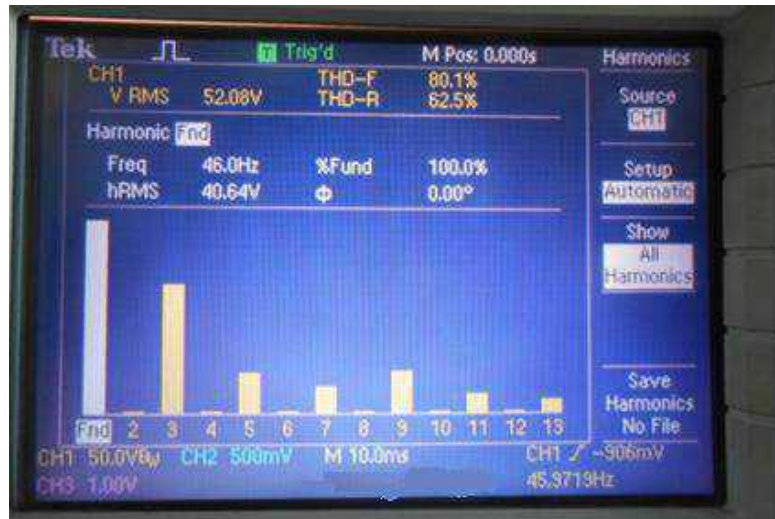 Tek Trig'd M Pos: 0.000s Harmonics
CH1 THD-F 80.1%
V RMS 52.08V THD-R 62.5%
Source
CH1
Harmonic Fnd
Freq 46.0Hz %Fund 100.0%
hRMS 40.64V Φ 0.00°
Setup
Automatic
Show
All
Harmonics
Save
Harmonics
No File
Fnd 2 3 4 5 6 7 8 9 10 11 12 13
CH1 50.0VBw CH2 500mV M 10.0ms CH1 -906mV
CH3 1.00V 45.9719Hz